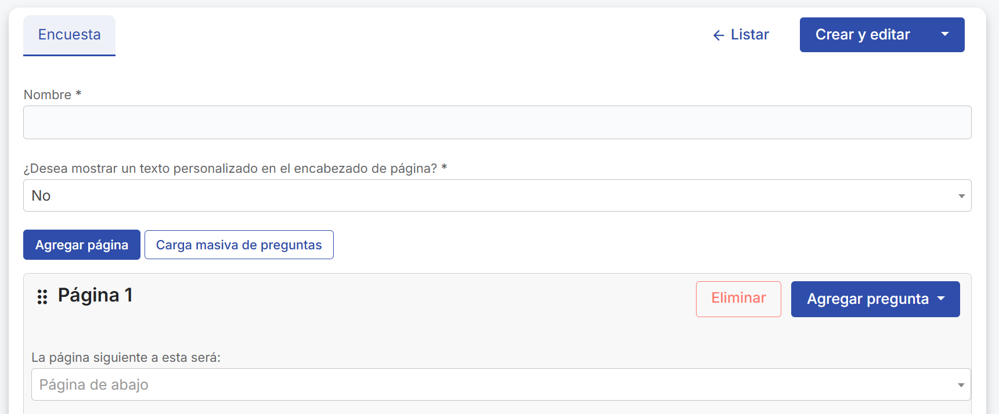 Encuesta
← Listar
Crear y editar
Nombre *
¿Desea mostrar un texto personalizado en el encabezado de página? *
No
Agregar página
Carga masiva de preguntas
Página 1
Eliminar
Agregar pregunta
La página siguiente a esta será:
Página de abajo